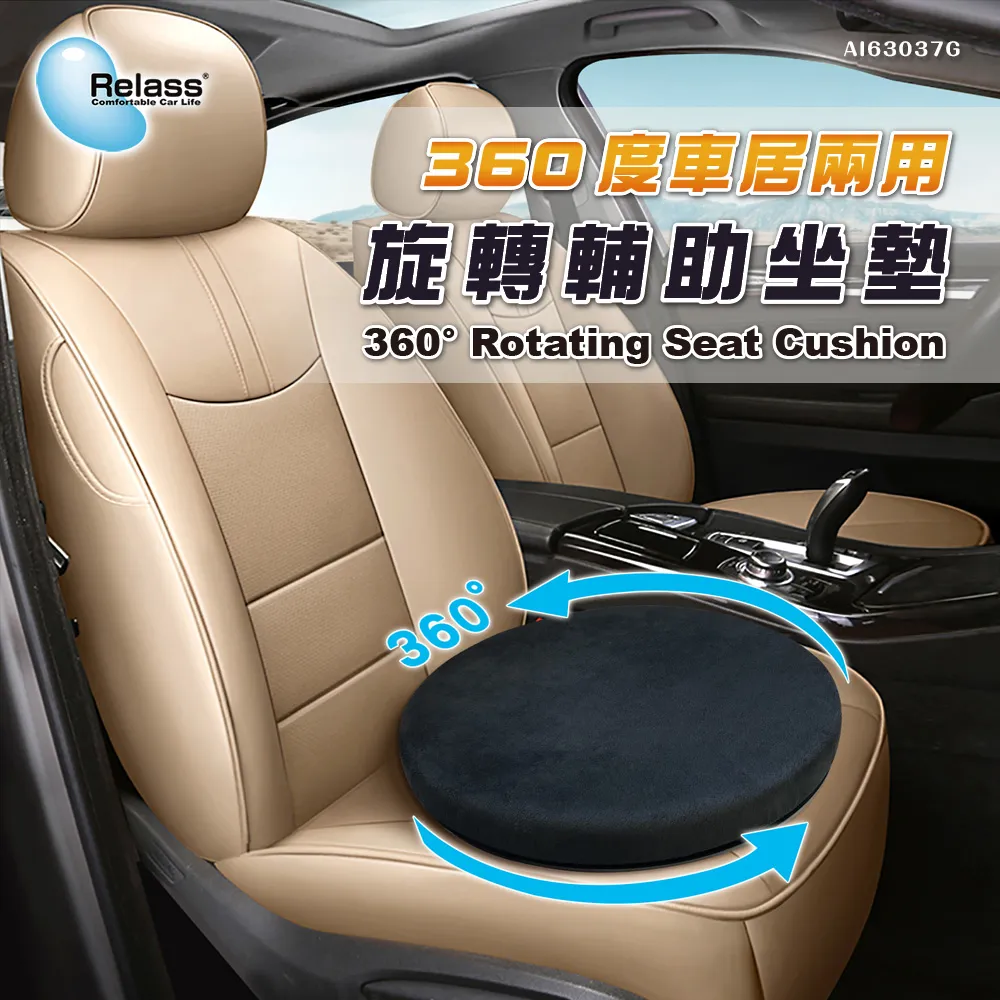 Relass®
Comfortable Car Life
AI63037G
360度車居兩用
旋轉輔助坐墊
360° Rotating Seat Cushion
360°